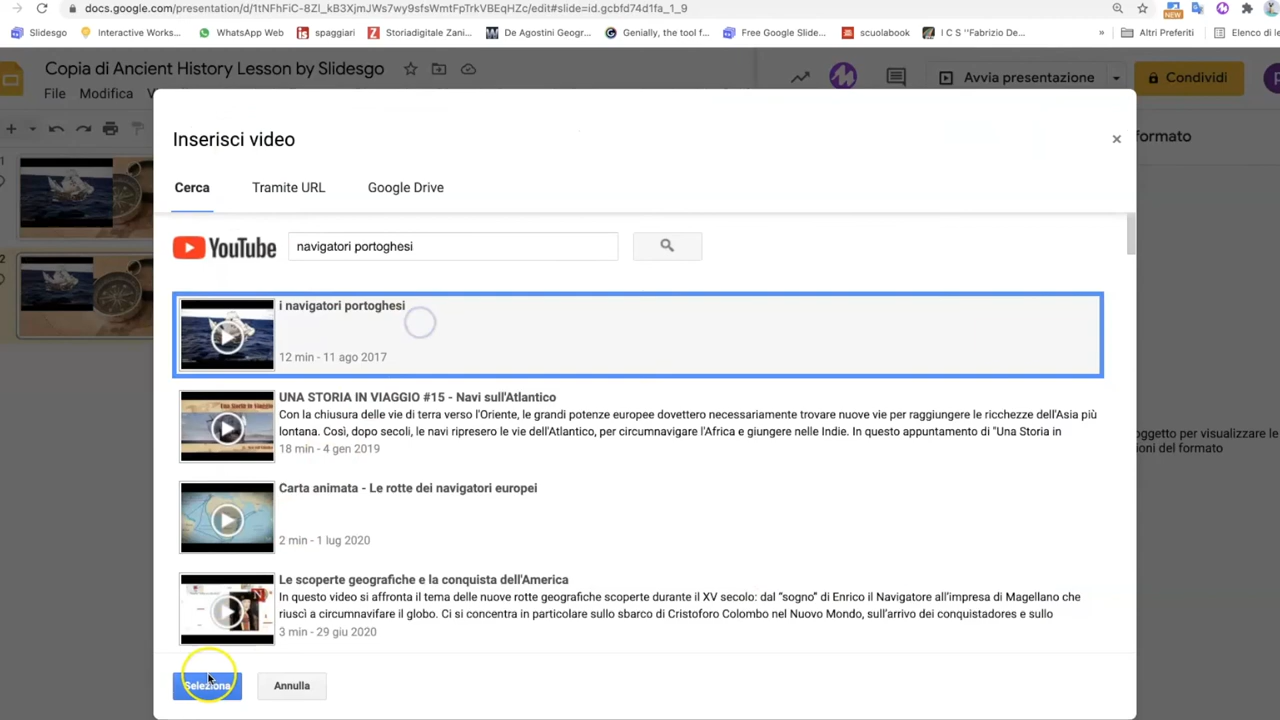 docs.google.com/presentation/d/1tNFhFiC-8ZI_kB3XjmJWs7wy9sfsWmtFpTrkVBEqHZc/edit#slide=id.gcbfd74d1fa_1_9
NEW
Slidesgo
Interactive Works...
WhatsApp Web
spaggiari
Storiadigitale Zani...
De Agostini Geogr...
Genially, the tool f...
Free Google Slide...
scuolabook
I C S "Fabrizio De...
»
Altri Preferiti
Elenco di le
Copia di Ancient History Lesson by Slidesgo
File
Modifica
Avvia presentazione
Condividi
Inserisci video
×
formato
Cerca
Tramite URL
Google Drive
YouTube
navigatori portoghesi
1
i navigatori portoghesi
12 min - 11 ago 2017
2
UNA STORIA IN VIAGGIO #15 - Navi sull'Atlantico
Con la chiusura delle vie di terra verso l'Oriente, le grandi potenze europee dovettero necessariamente trovare nuove vie per raggiungere le ricchezze dell'Asia più
lontana. Così, dopo secoli, le navi ripresero le vie dell'Atlantico, per circumnavigare l'Africa e giungere nelle Indie. In questo appuntamento di "Una Storia in
18 min - 4 gen 2019
oggetto per visualizzare le
ioni del formato
Carta animata - Le rotte dei navigatori europei
2 min - 1 lug 2020
Le scoperte geografiche e la conquista dell'America
In questo video si affronta il tema delle nuove rotte geografiche scoperte durante il XV secolo: dal "sogno" di Enrico il Navigatore all'impresa di Magellano che
riuscì a circumnavifare il globo. Ci si concentra in particolare sullo sbarco di Cristoforo Colombo nel Nuovo Mondo, sull'arrivo dei conquistadores e sullo
3 min - 29 giu 2020
Seleziona
Annulla